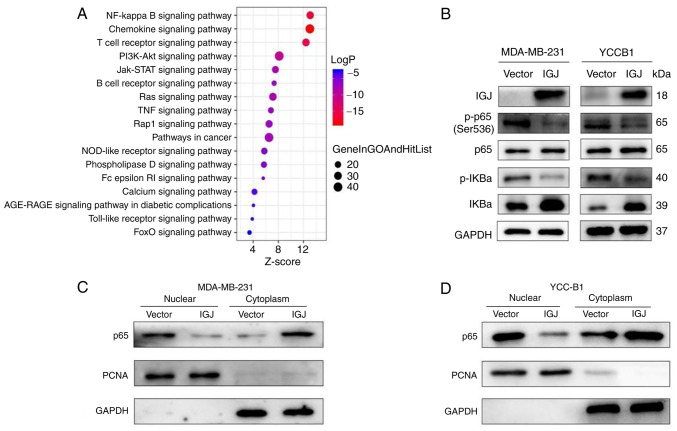 A
NF-kappa B signaling pathway
Chemokine signaling pathway
T cell receptor signaling pathway
PI3K-Akt signaling pathway
Jak-STAT signaling pathway
B cell receptor signaling pathway
Ras signaling pathway
TNF signaling pathway
Rap1 signaling pathway
Pathways in cancer
NOD-like receptor signaling pathway
Phospholipase D signaling pathway
Fc epsilon RI signaling pathway
Calcium signaling pathway
AGE-RAGE signaling pathway in diabetic complications
Toll-like receptor signaling pathway
FoxO signaling pathway
4 8 12
Z-score
LogP
-5
-10
-15
GeneInGOAndHitList
20
30
40
B
MDA-MB-231 YCCB1
Vector IGJ Vector IGJ kDa
IGJ 18
p-p65
(Ser536) 65
p65 65
p-IKBa 40
IKBa 39
GAPDH 37
C
MDA-MB-231
Nuclear Cytoplasm
Vector IGJ Vector IGJ
p65
PCNA
GAPDH
D
YCC-B1
Nuclear Cytoplasm
Vector IGJ Vector IGJ
p65
PCNA
GAPDH